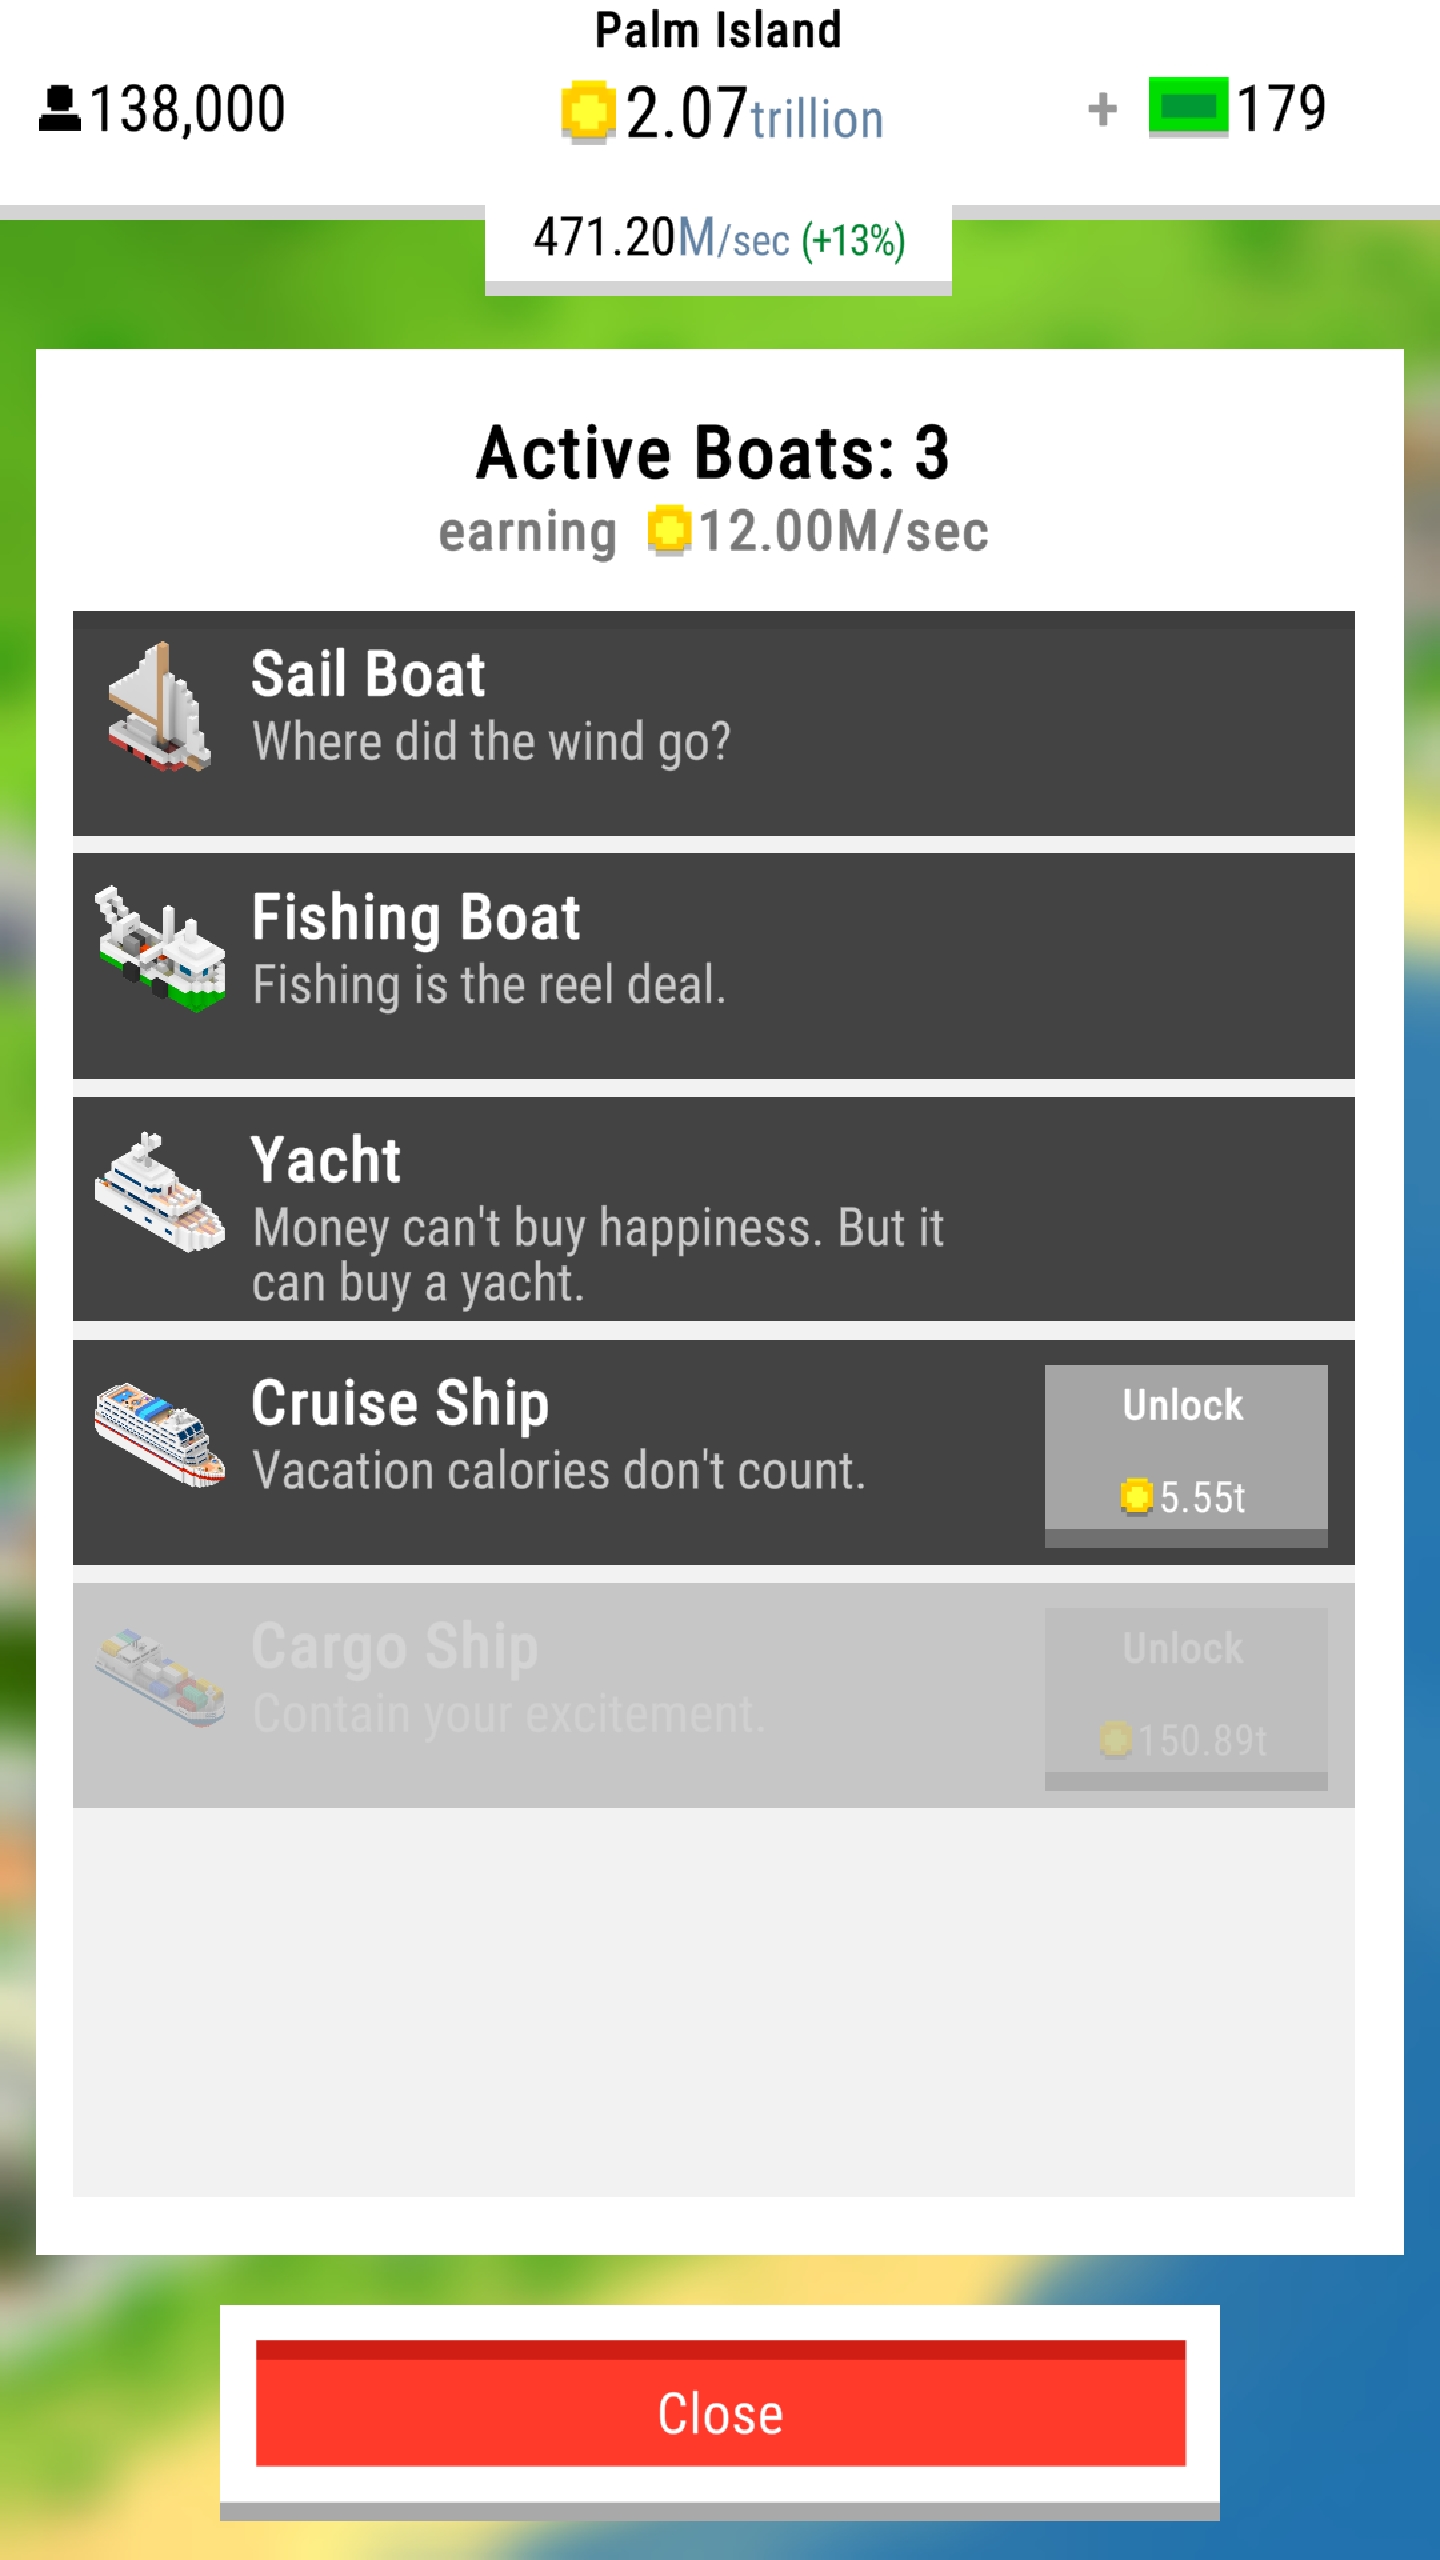 Palm Island
138,000
2.07trillion
+ 179
471.20M/sec (+13%)
Active Boats: 3
earning 12.00M/sec
Sail Boat
Where did the wind go?
Fishing Boat
Fishing is the reel deal.
Yacht
Money can't buy happiness. But it
can buy a yacht.
Cruise Ship
Vacation calories don't count.
Unlock
5.55t
Cargo Ship
Contain your excitement.
Unlock
150.89t
Close